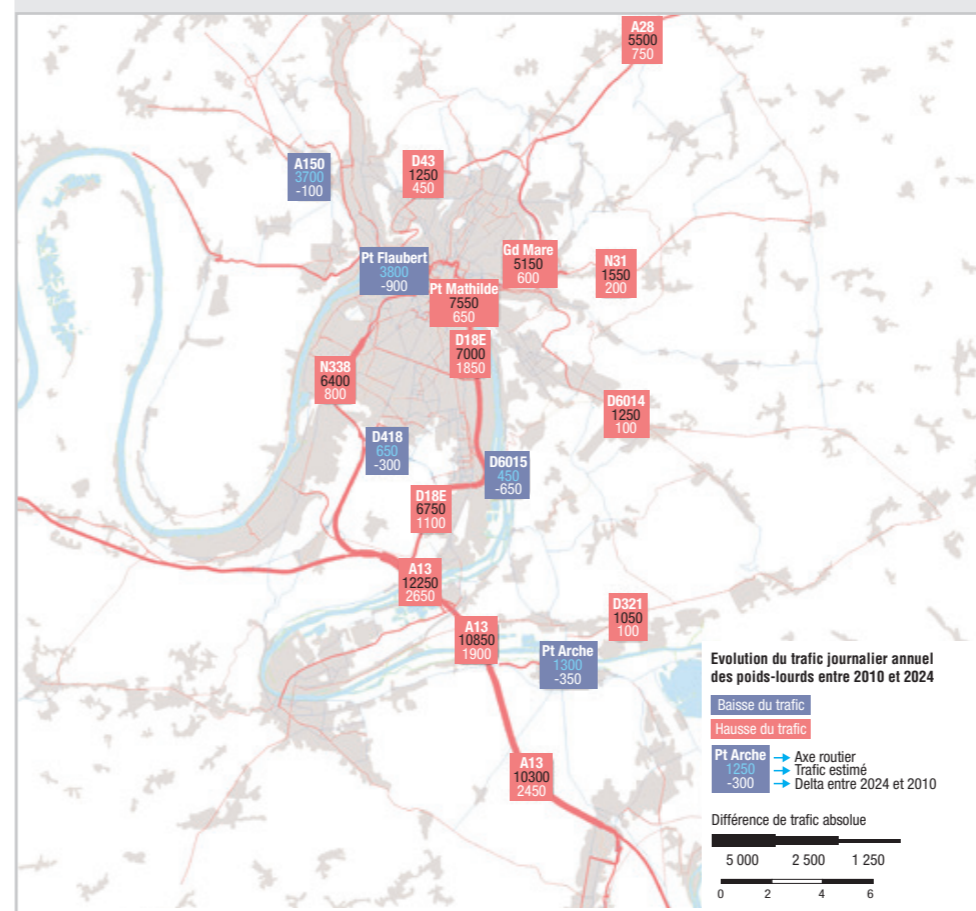 A28
5500
750
A150
3700
-100
D43
1250
450
Pt Flaubert
3800
-900
Gd Mare
5150
600
N31
1550
200
Pt Mathilde
7550
650
D18E
7000
1850
N338
6400
800
D6014
1250
100
D418
650
-300
D6015
450
-650
D18E
6750
1100
A13
12250
2650
A13
10850
1900
D321
1050
100
Pt Arche
1300
-350
A13
10300
2450
Evolution du trafic journalier annuel
des poids-lourds entre 2010 et 2024
Baisse du trafic
Hausse du trafic
Pt Arche Axe routier
1250 Trafic estimé
-300 Delta entre 2024 et 2010
Différence de trafic absolue
5 000 2 500 1 250
0 2 4 6